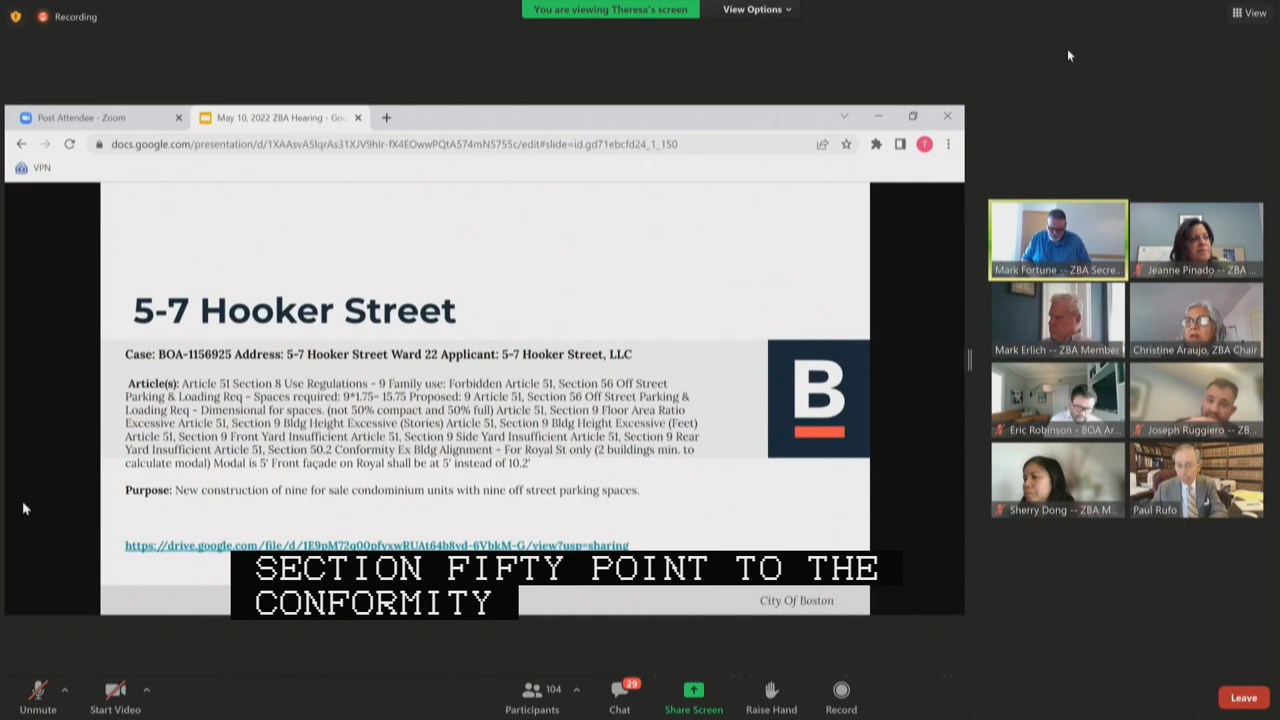 Recording
You are viewing Theresa's screen
View Options
View
Post Attendee - Zoom
May 10, 2022 ZBA Hearing - Goo
docs.google.com/presentation/d/1XAAsvA5lqrAs31XJV9hIr-fX4EOwwPQtA574mN5755c/edit#slide=id.gd71ebcfd24_1_150
T
VPN
5-7 Hooker Street
Case: BOA-1156925 Address: 5-7 Hooker Street Ward 22 Applicant: 5-7 Hooker Street, LLC
Article(s): Article 51 Section 8 Use Regulations - 9 Family use: Forbidden Article 51, Section 56 Off Street
Parking & Loading Req - Spaces required: 9*1.75= 15.75 Proposed: 9 Article 51, Section 56 Off Street Parking &
Loading Req - Dimensional for spaces. (not 50% compact and 50% full) Article 51, Section 9 Floor Area Ratio
Excessive Article 51, Section 9 Bldg Height Excessive (Stories) Article 51, Section 9 Bldg Height Excessive (Feet)
Article 51, Section 9 Front Yard Insufficient Article 51, Section 9 Side Yard Insufficient Article 51, Section 9 Rear
Yard Insufficient Article 51, Section 50.2 Conformity Ex Bldg Alignment - For Royal St only (2 buildings min. to
calculate modal) Modal is 5' Front façade on Royal shall be at 5' instead of 10.2'
Purpose: New construction of nine for sale condominium units with nine off street parking spaces.
B
https://drive.google.com/file/d/1E9pM72q00pfvxwRUAt64b8yd-6VbkM-G/view?usp=sharing
SECTION FIFTY POINT TO THE
CONFORMITY
City Of Boston
Mark Fortune -- ZBA Secre...
Jeanne Pinado -- ZBA ...
Mark Erlich -- ZBA Member
Christine Araujo, ZBA Chair
Eric Robinson - BOA Ar...
Joseph Ruggiero -- ZB...
Sherry Dong -- ZBA M...
Paul Rufo
Unmute
Start Video
104
Participants
29
Chat
Share Screen
Raise Hand
Record
Leave